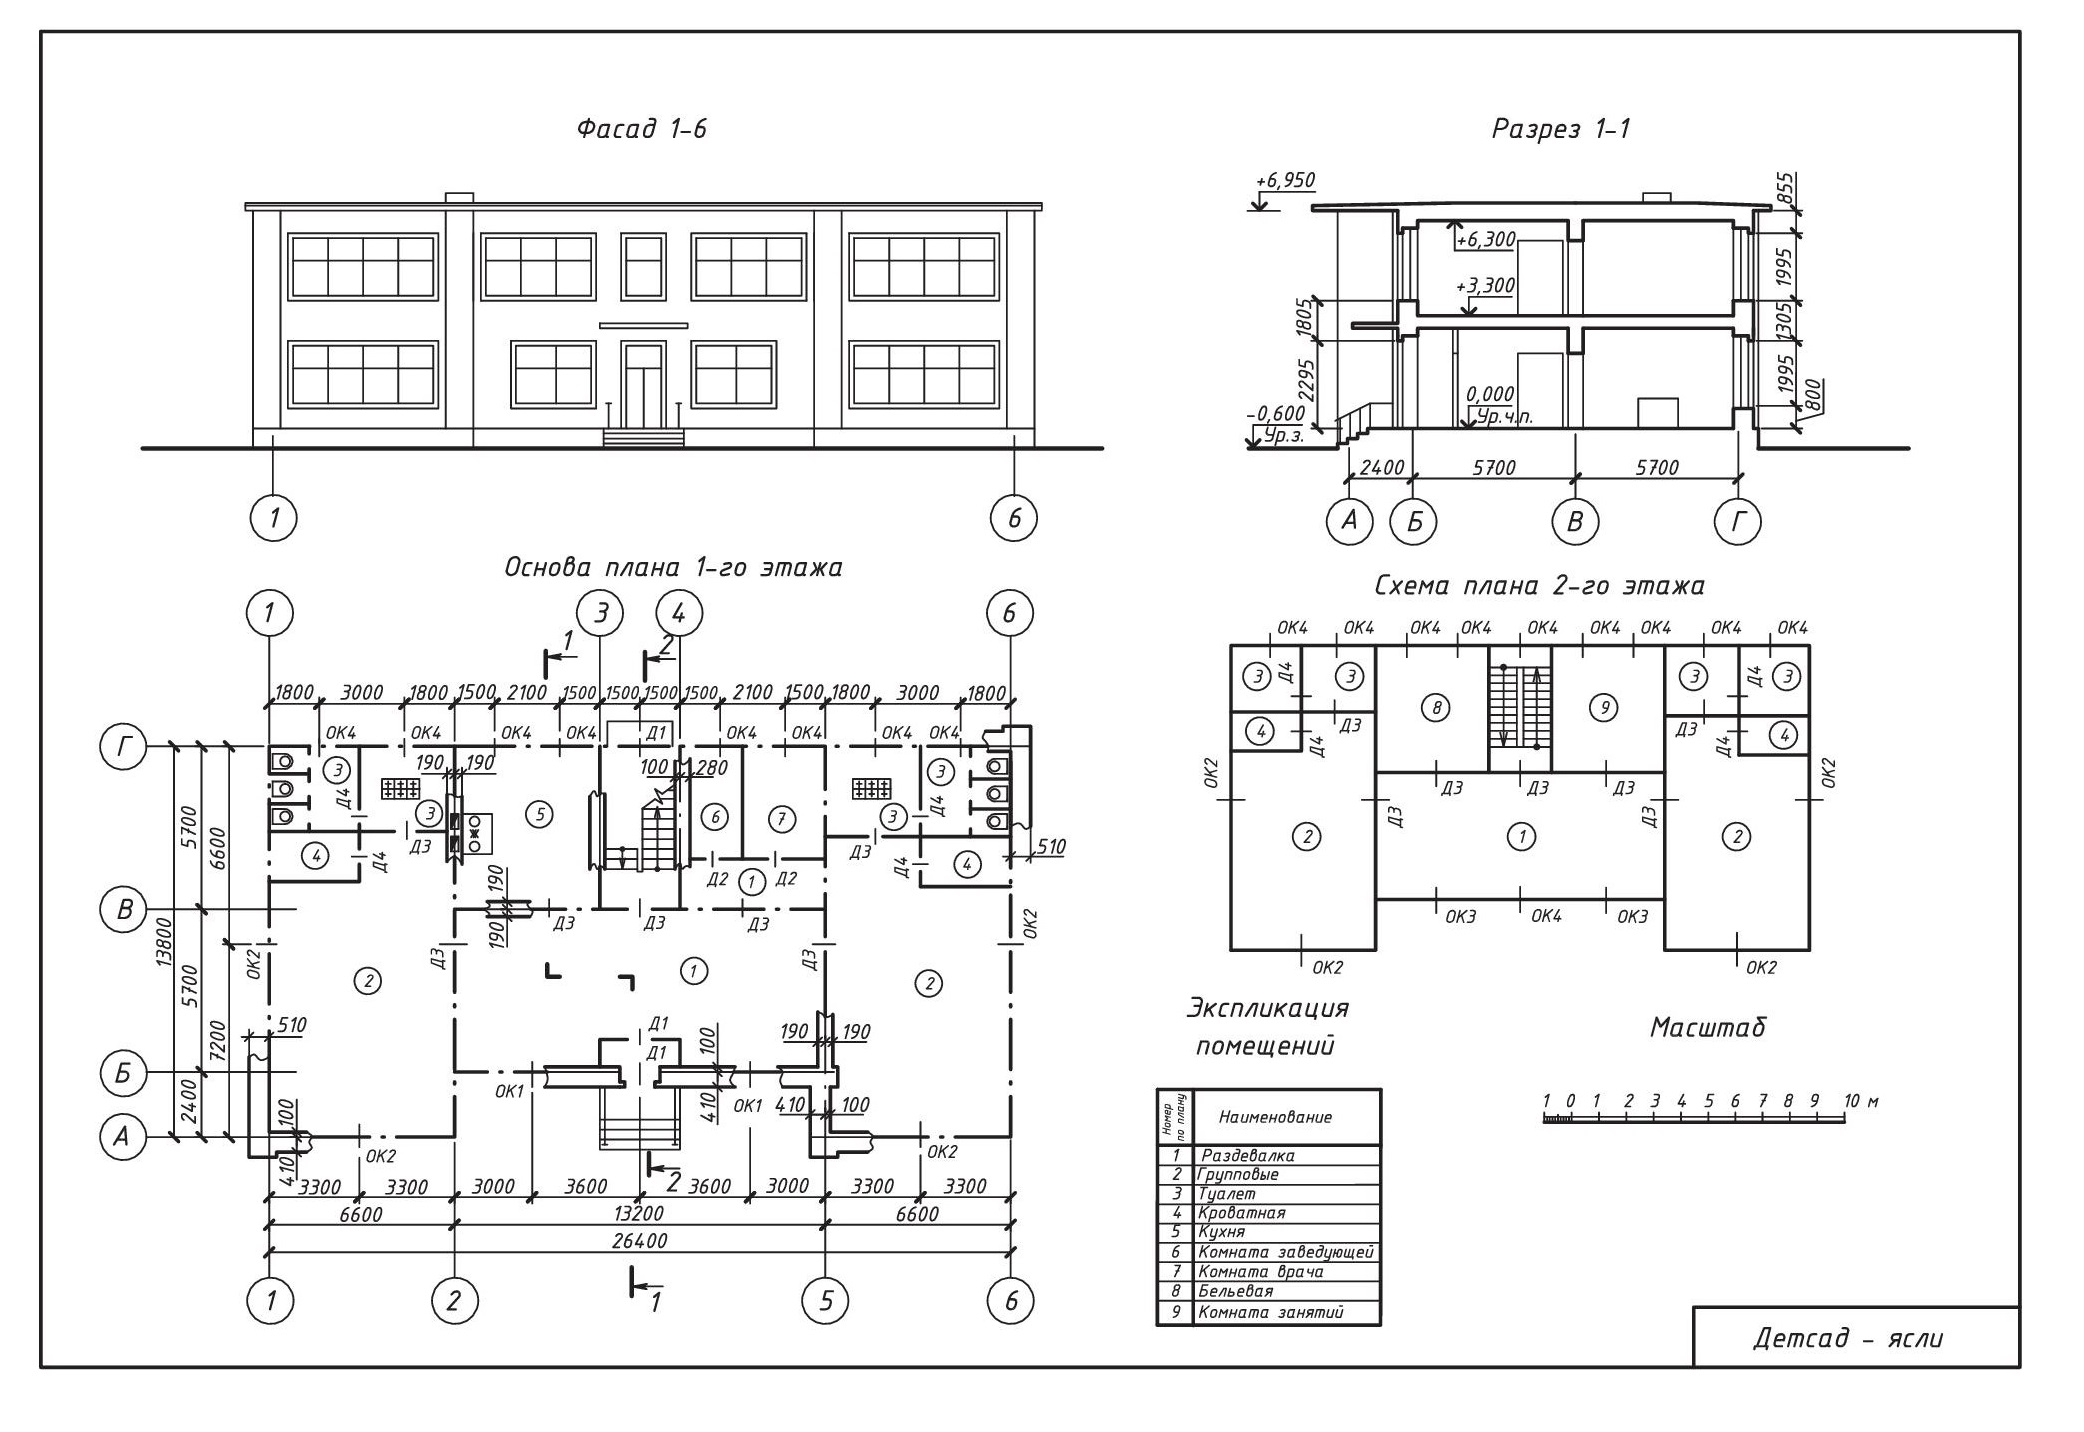 Фасад 1-6
1
6
Разрез 1-1
+6,950
+6,300
+3,300
0,000
Ур.ч.п.
-0,600
Ур.з.
1805
2295
855
1995
1305
1995
800
2400
5700
5700
А
Б
В
Г
Основа плана 1-го этажа
1
3
4
6
1
2
1800
3000
1800
1500
2100
1500
1500
1500
1500
2100
1500
1800
3000
1800
Г
ОК4
ОК4
ОК4
ОК4
Д1
ОК4
ОК4
ОК4
ОК4
190
190
100
280
3
Д4
3
5
6
7
3
Д4
3
4
Д4
Д3
Д2
1
Д2
Д3
Д4
4
510
5700
6600
В
190
190
Д3
Д3
Д3
13800
ОК2
Д3
Д3
ОК2
5700
2
1
2
7200
510
Д1
Д1
100
190
190
Б
ОК1
ОК1
410
410
100
2400
100
А
410
ОК2
ОК2
2
3300
3300
3000
3600
3600
3000
3300
3300
6600
13200
6600
26400
1
2
1
5
6
Схема плана 2-го этажа
ОК4
ОК4
ОК4
ОК4
ОК4
ОК4
ОК4
ОК4
ОК4
3
Д4
3
8
9
3
Д4
3
4
Д4
Д3
Д3
Д4
4
ОК2
Д3
Д3
Д3
ОК2
Д3
Д3
2
1
2
ОК3
ОК4
ОК3
ОК2
ОК2
Экспликация
помещений
Номер
по плану
Наименование
1 Раздевалка
2 Групповые
3 Туалет
4 Кроватная
5 Кухня
6 Комната заведующей
7 Комната врача
8 Бельевая
9 Комната занятий
Масштаб
1 0 1 2 3 4 5 6 7 8 9 10 м
Детсад - ясли